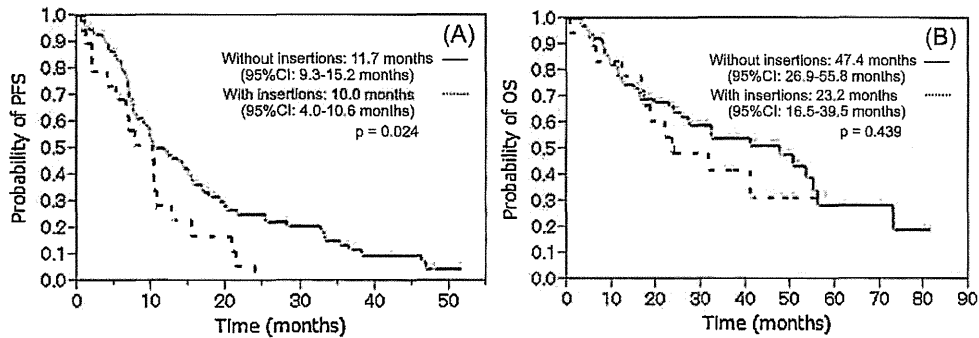 (A)
Without insertions: 11.7 months
(95%CI: 9.3-15.2 months)
With insertions: 10.0 months
(95%CI: 4.0-10.6 months)
p = 0.024
Probability of PFS
1.0
0.9
0.8
0.7
0.6
0.5
0.4
0.3
0.2
0.1
0.0
0 10 20 30 40 50
Time (months)
(B)
Without insertions: 47.4 months
(95%CI: 26.9-55.8 months)
With insertions: 23.2 months
(95%CI: 16.5-39.5 months)
p = 0.439
Probability of OS
1.0
0.9
0.8
0.7
0.6
0.5
0.4
0.3
0.2
0.1
0.0
0 10 20 30 40 50 60 70 80 90
Time (months)